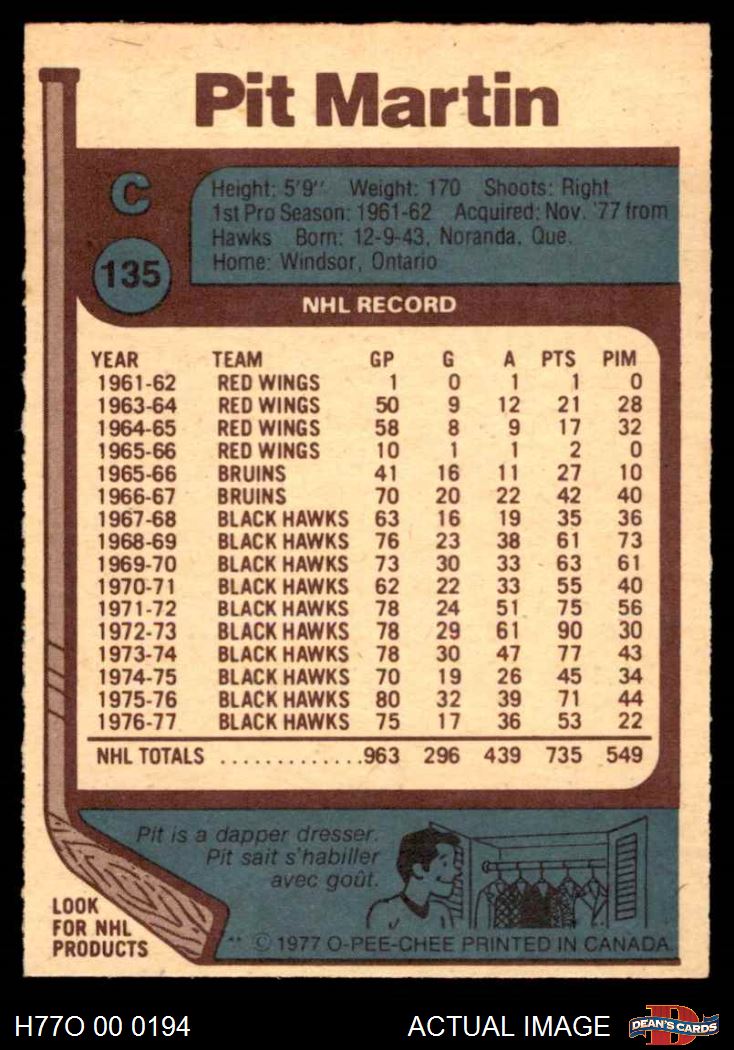 Pit Martin
C
135
Height: 5'9" Weight: 170 Shoots: Right
1st Pro Season: 1961-62 Acquired: Nov. '77 from
Hawks Born: 12-9-43, Noranda, Que.
Home: Windsor, Ontario
NHL RECORD
YEAR TEAM GP G A PTS PIM
1961-62 RED WINGS 1 0 1 1 0
1963-64 RED WINGS 50 9 12 21 28
1964-65 RED WINGS 58 8 9 17 32
1965-66 RED WINGS 10 1 1 2 0
1965-66 BRUINS 41 16 11 27 10
1966-67 BRUINS 70 20 22 42 40
1967-68 BLACK HAWKS 63 16 19 35 36
1968-69 BLACK HAWKS 76 23 38 61 73
1969-70 BLACK HAWKS 73 30 33 63 61
1970-71 BLACK HAWKS 62 22 33 55 40
1971-72 BLACK HAWKS 78 24 51 75 56
1972-73 BLACK HAWKS 78 29 61 90 30
1973-74 BLACK HAWKS 78 30 47 77 43
1974-75 BLACK HAWKS 70 19 26 45 34
1975-76 BLACK HAWKS 80 32 39 71 44
1976-77 BLACK HAWKS 75 17 36 53 22
NHL TOTALS .............963 296 439 735 549
Pit is a dapper dresser.
Pit sait s'habiller
avec goût.
LOOK
FOR NHL
PRODUCTS
** © 1977 O-PEE-CHEE PRINTED IN CANADA.
H77O 00 0194 ACTUAL IMAGE
D
DEAN'S CARDS